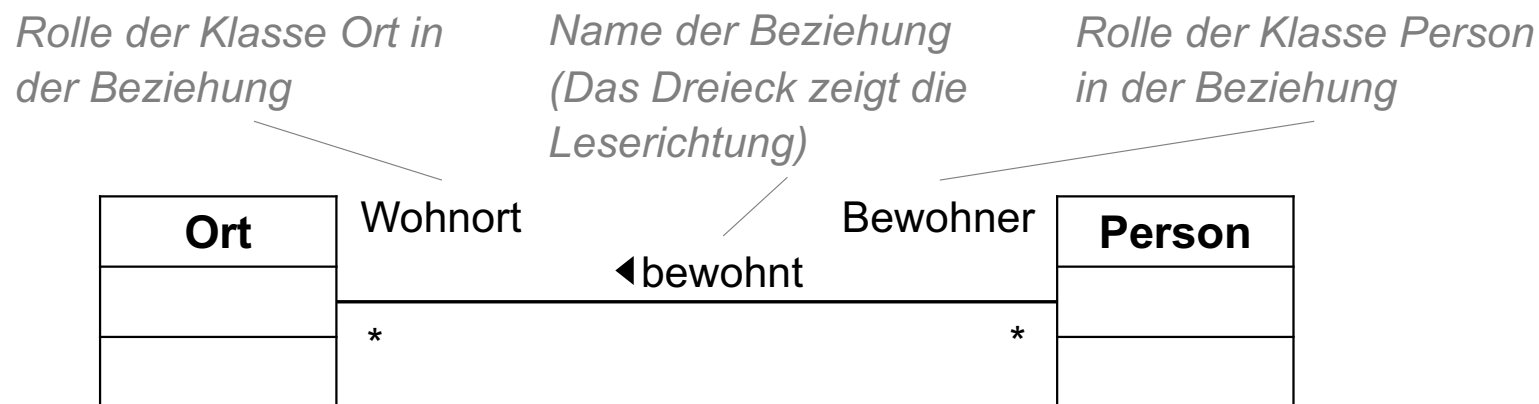 Rolle der Klasse Ort in
der Beziehung
Name der Beziehung
(Das Dreieck zeigt die
Leserichtung)
Rolle der Klasse Person
in der Beziehung
Ort
Wohnort
◀bewohnt
Bewohner
Person
*
*